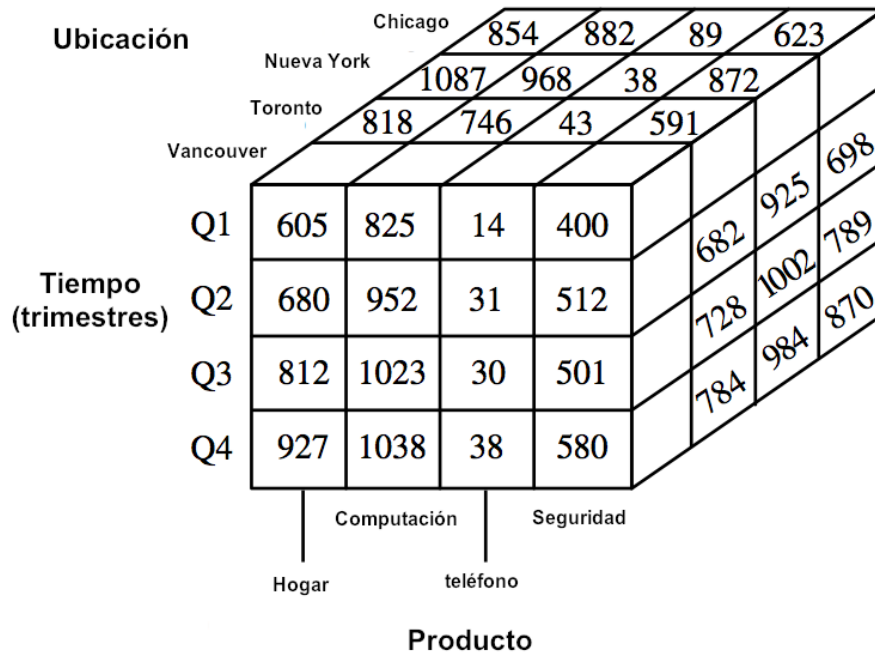 Ubicación
Chicago 854 882 89 623
Nueva York 1087 968 38 872
Toronto 818 746 43 591
Vancouver
Q1 605 825 14 400 682 925 698
Tiempo
(trimestres)
Q2 680 952 31 512 728 1002 789
Q3 812 1023 30 501 784 984 870
Q4 927 1038 38 580
Computación Seguridad
Hogar teléfono
Producto